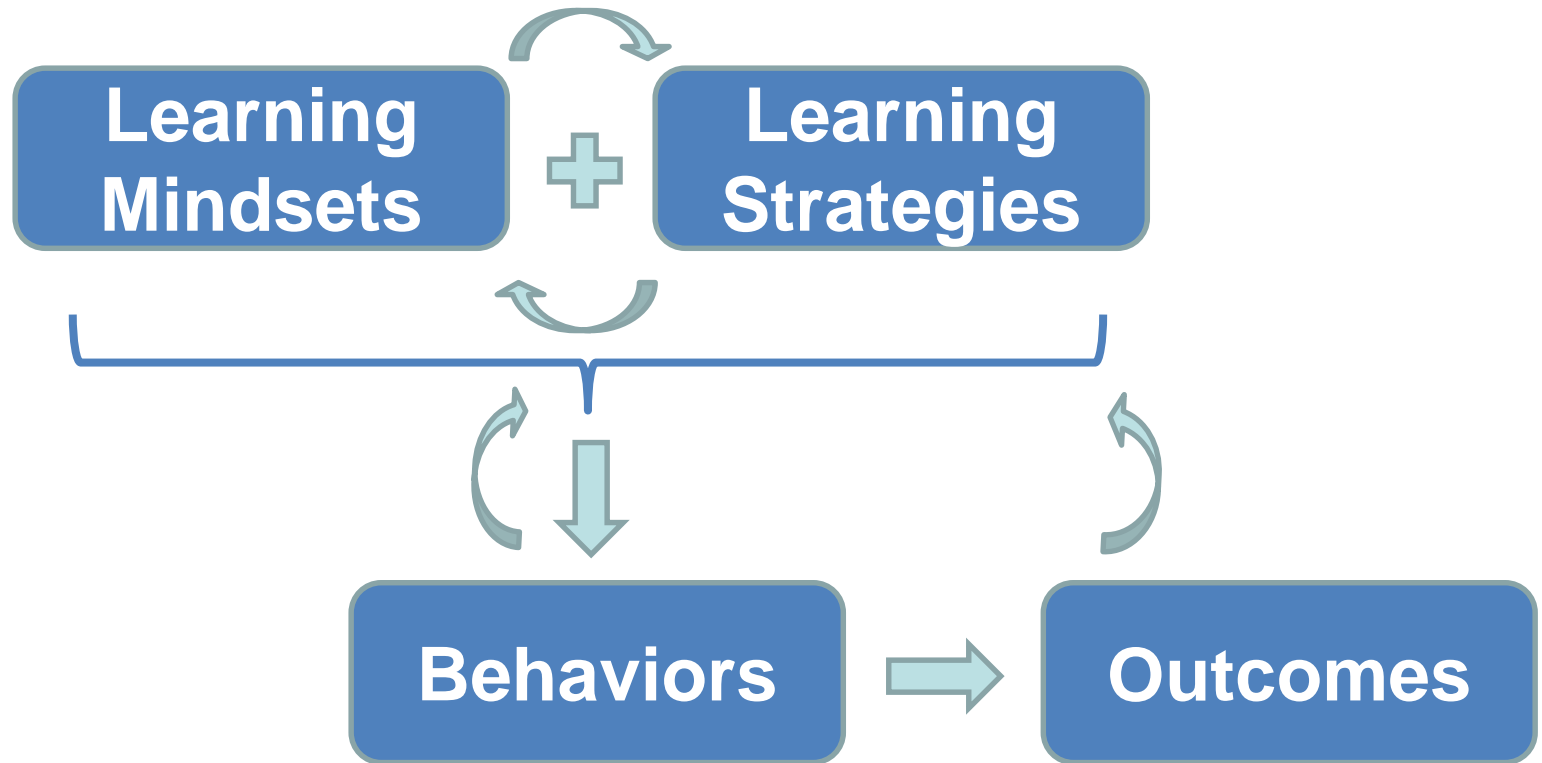 Learning
Mindsets
Learning
Strategies
Behaviors
Outcomes